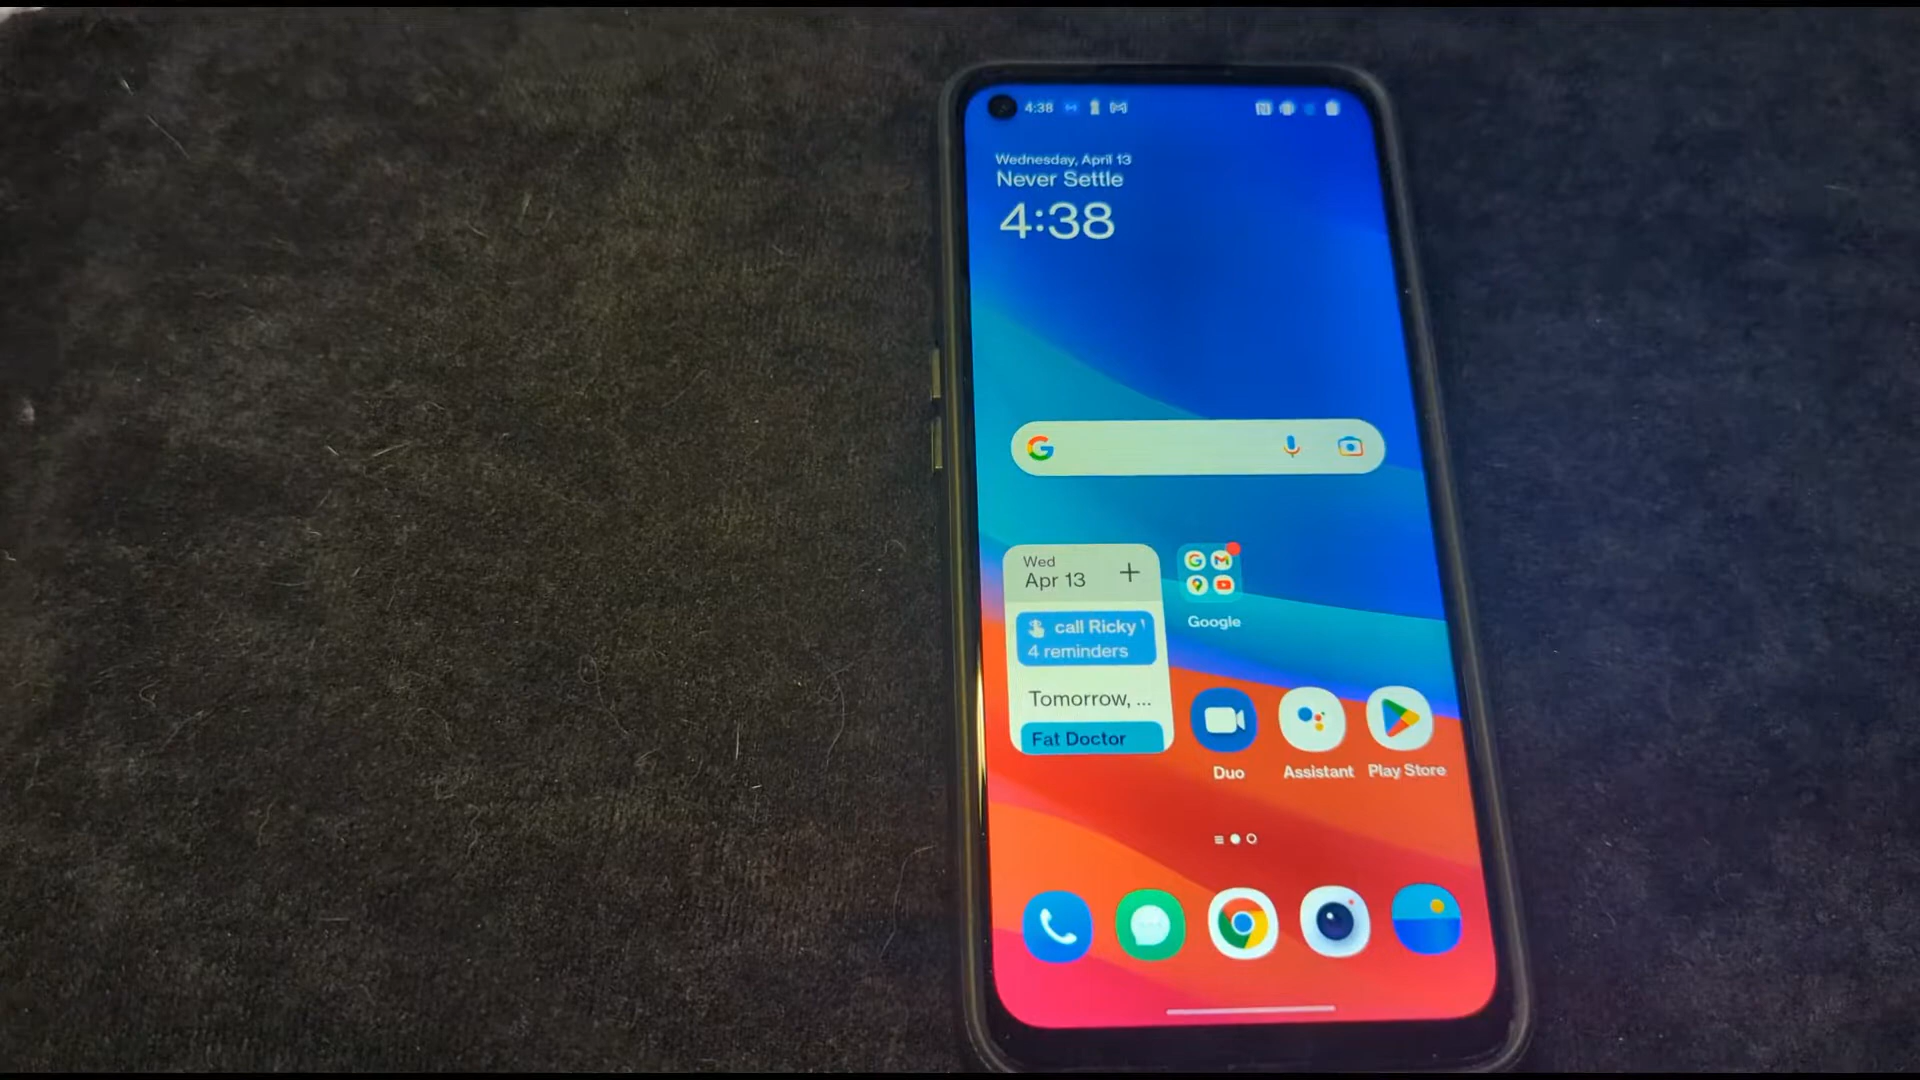 4:38
Wednesday, April 13
Never Settle
4:38
Wed
Apr 13
call Ricky
4 reminders
Tomorrow, ...
Fat Doctor
Google
Duo
Assistant
Play Store